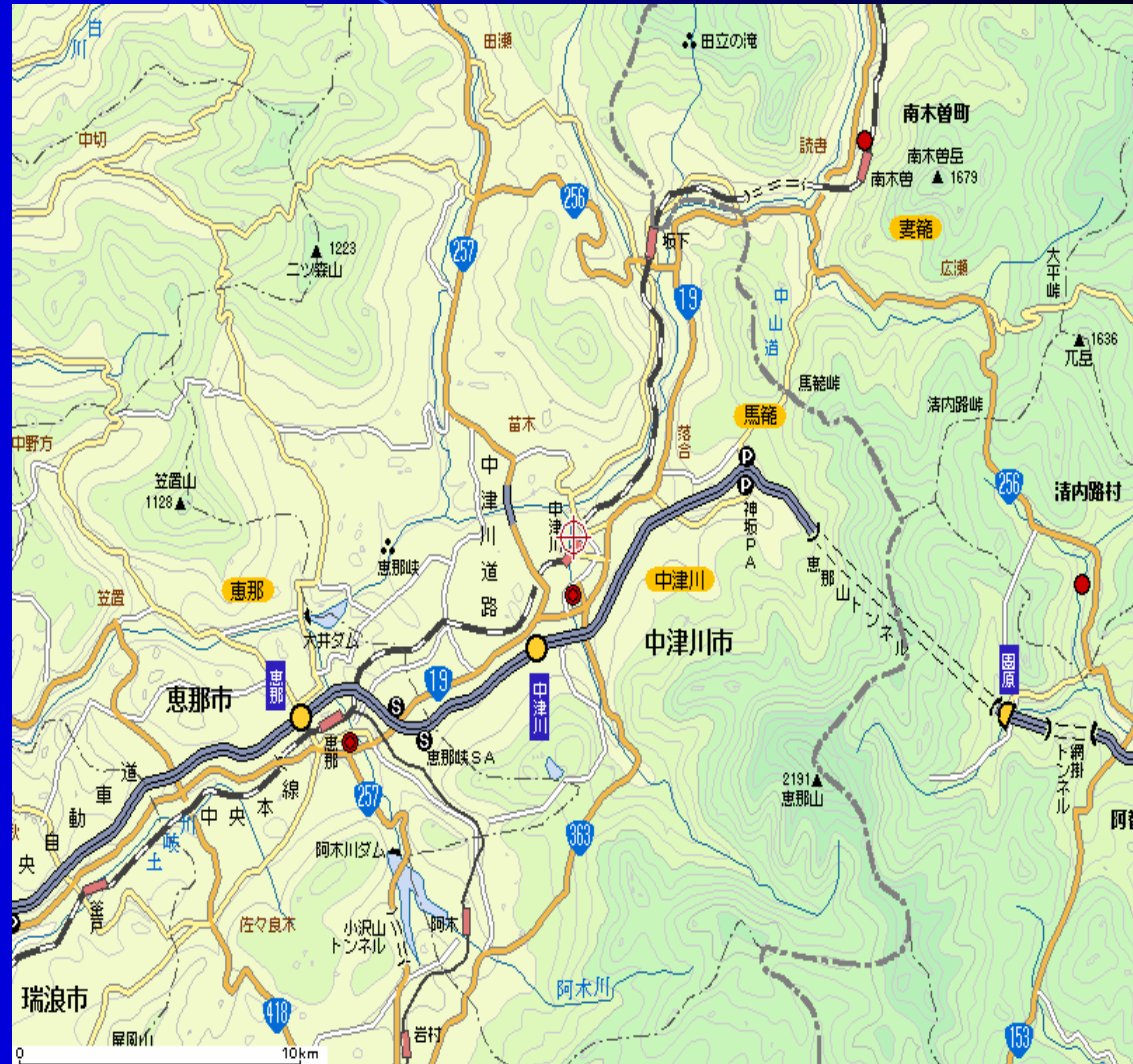 白川
田瀬
田立の滝
南木曽町
中切
読書
南木曽岳
南木曽
1679
256
妻籠
1223
二ツ森山
257
坂下
大平峠
広瀬
19
中山道
1636
兀岳
馬籠峠
清内路峠
中野方
苗木
馬籠
落合
P
P
中津川道路
笠置山
1128
中津川
神坂PA
256
清内路村
恵那峡
恵那山トンネル
恵那
中津川
笠置
大井ダム
中津川市
園原
恵那
19
中津川
恵那市
S
S
恵那峡SA
恵那
2191
恵那山
網掛トンネル
257
中央自動車道
中央本線
土岐川
363
阿木川ダム
釜戸
佐々良木
小沢山
トンネル
阿木
阿木川
瑞浪市
418
屏風山
岩村
153
0
10km